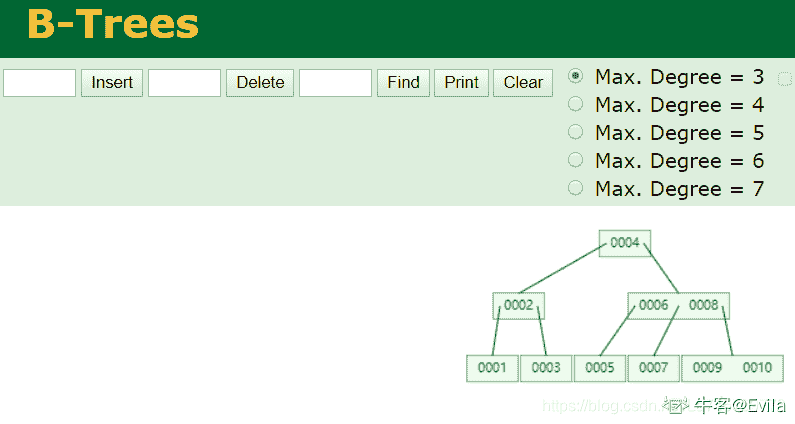 B-Trees
Insert Delete Find Print Clear
Max. Degree = 3
Max. Degree = 4
Max. Degree = 5
Max. Degree = 6
Max. Degree = 7
0004
0002 0006 0008
0001 0003 0005 0007 0009 0010
https://blog.csdn. 牛客@Evila